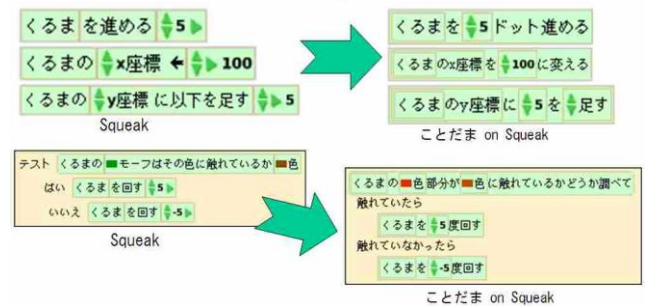 くるま を進める 5
くるまの x座標 ← 100
くるまの y座標 に以下を足す 5
Squeak
くるま を 5 ドット進める
くるま のx座標 を 100 に変える
くるま のy座標 に 5 を 足す
ことだま on Squeak
テスト くるまの モーフはその色に触れているか 色
はい くるま を回す 5
いいえ くるま を回す -5
Squeak
くるま の 色部分が 色 に触れているかどうか調べて
触れていたら
くるま を 5 度回す
触れていなかったら
くるま を -5 度回す
ことだま on Squeak